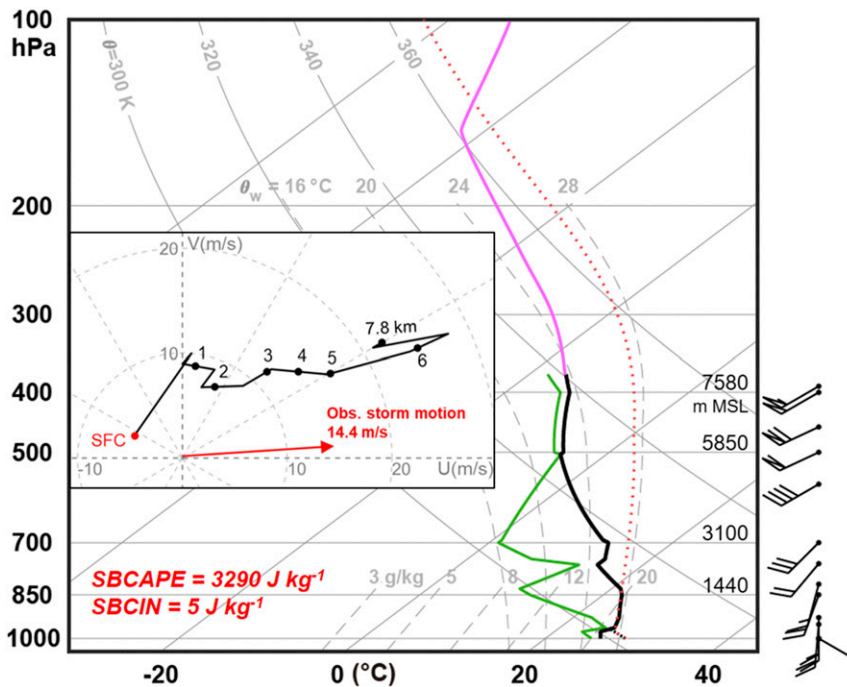 100
hPa
θ=300 K
320
340
360
θw = 16 °C
20
24
28
200
20
V(m/s)
10
1
2
3
4
5
6
7.8 km
SFC
Obs. storm motion
14.4 m/s
-10
10
20
U(m/s)
300
400
7580
m MSL
500
5850
700
3100
SBCAPE = 3290 J kg-1
SBCIN = 5 J kg-1
3 g/kg
5
8
12
20
850
1440
1000
-20
0 (°C)
20
40